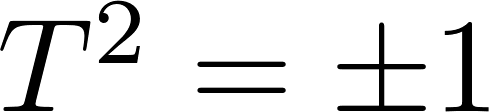 T² = ±1